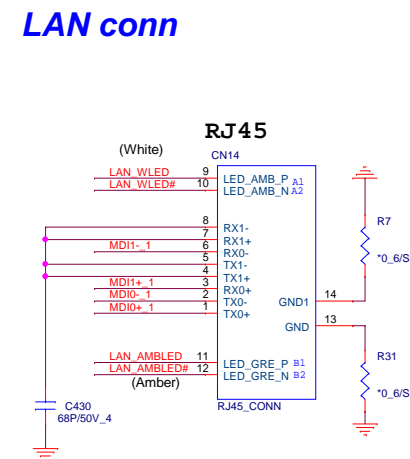 LAN conn
RJ45
(White)
CN14
LAN_WLED 9 LED_AMB_P A1
LAN_WLED# 10 LED_AMB_N A2
R7
8 RX1-
7 RX1+
MDI1-_1 6 RX0-
5 TX1-
*0_6/S
4 TX1+
MDI1+_1 3 RX0+
MDI0-_1 2 TX0-
GND1 14
MDI0+_1 1 TX0+
GND 13
LAN_AMBLED 11 LED_GRE_P B1
R31
LAN_AMBLED# 12 LED_GRE_N B2
(Amber)
*0_6/S
C430
RJ45_CONN
68P/50V_4